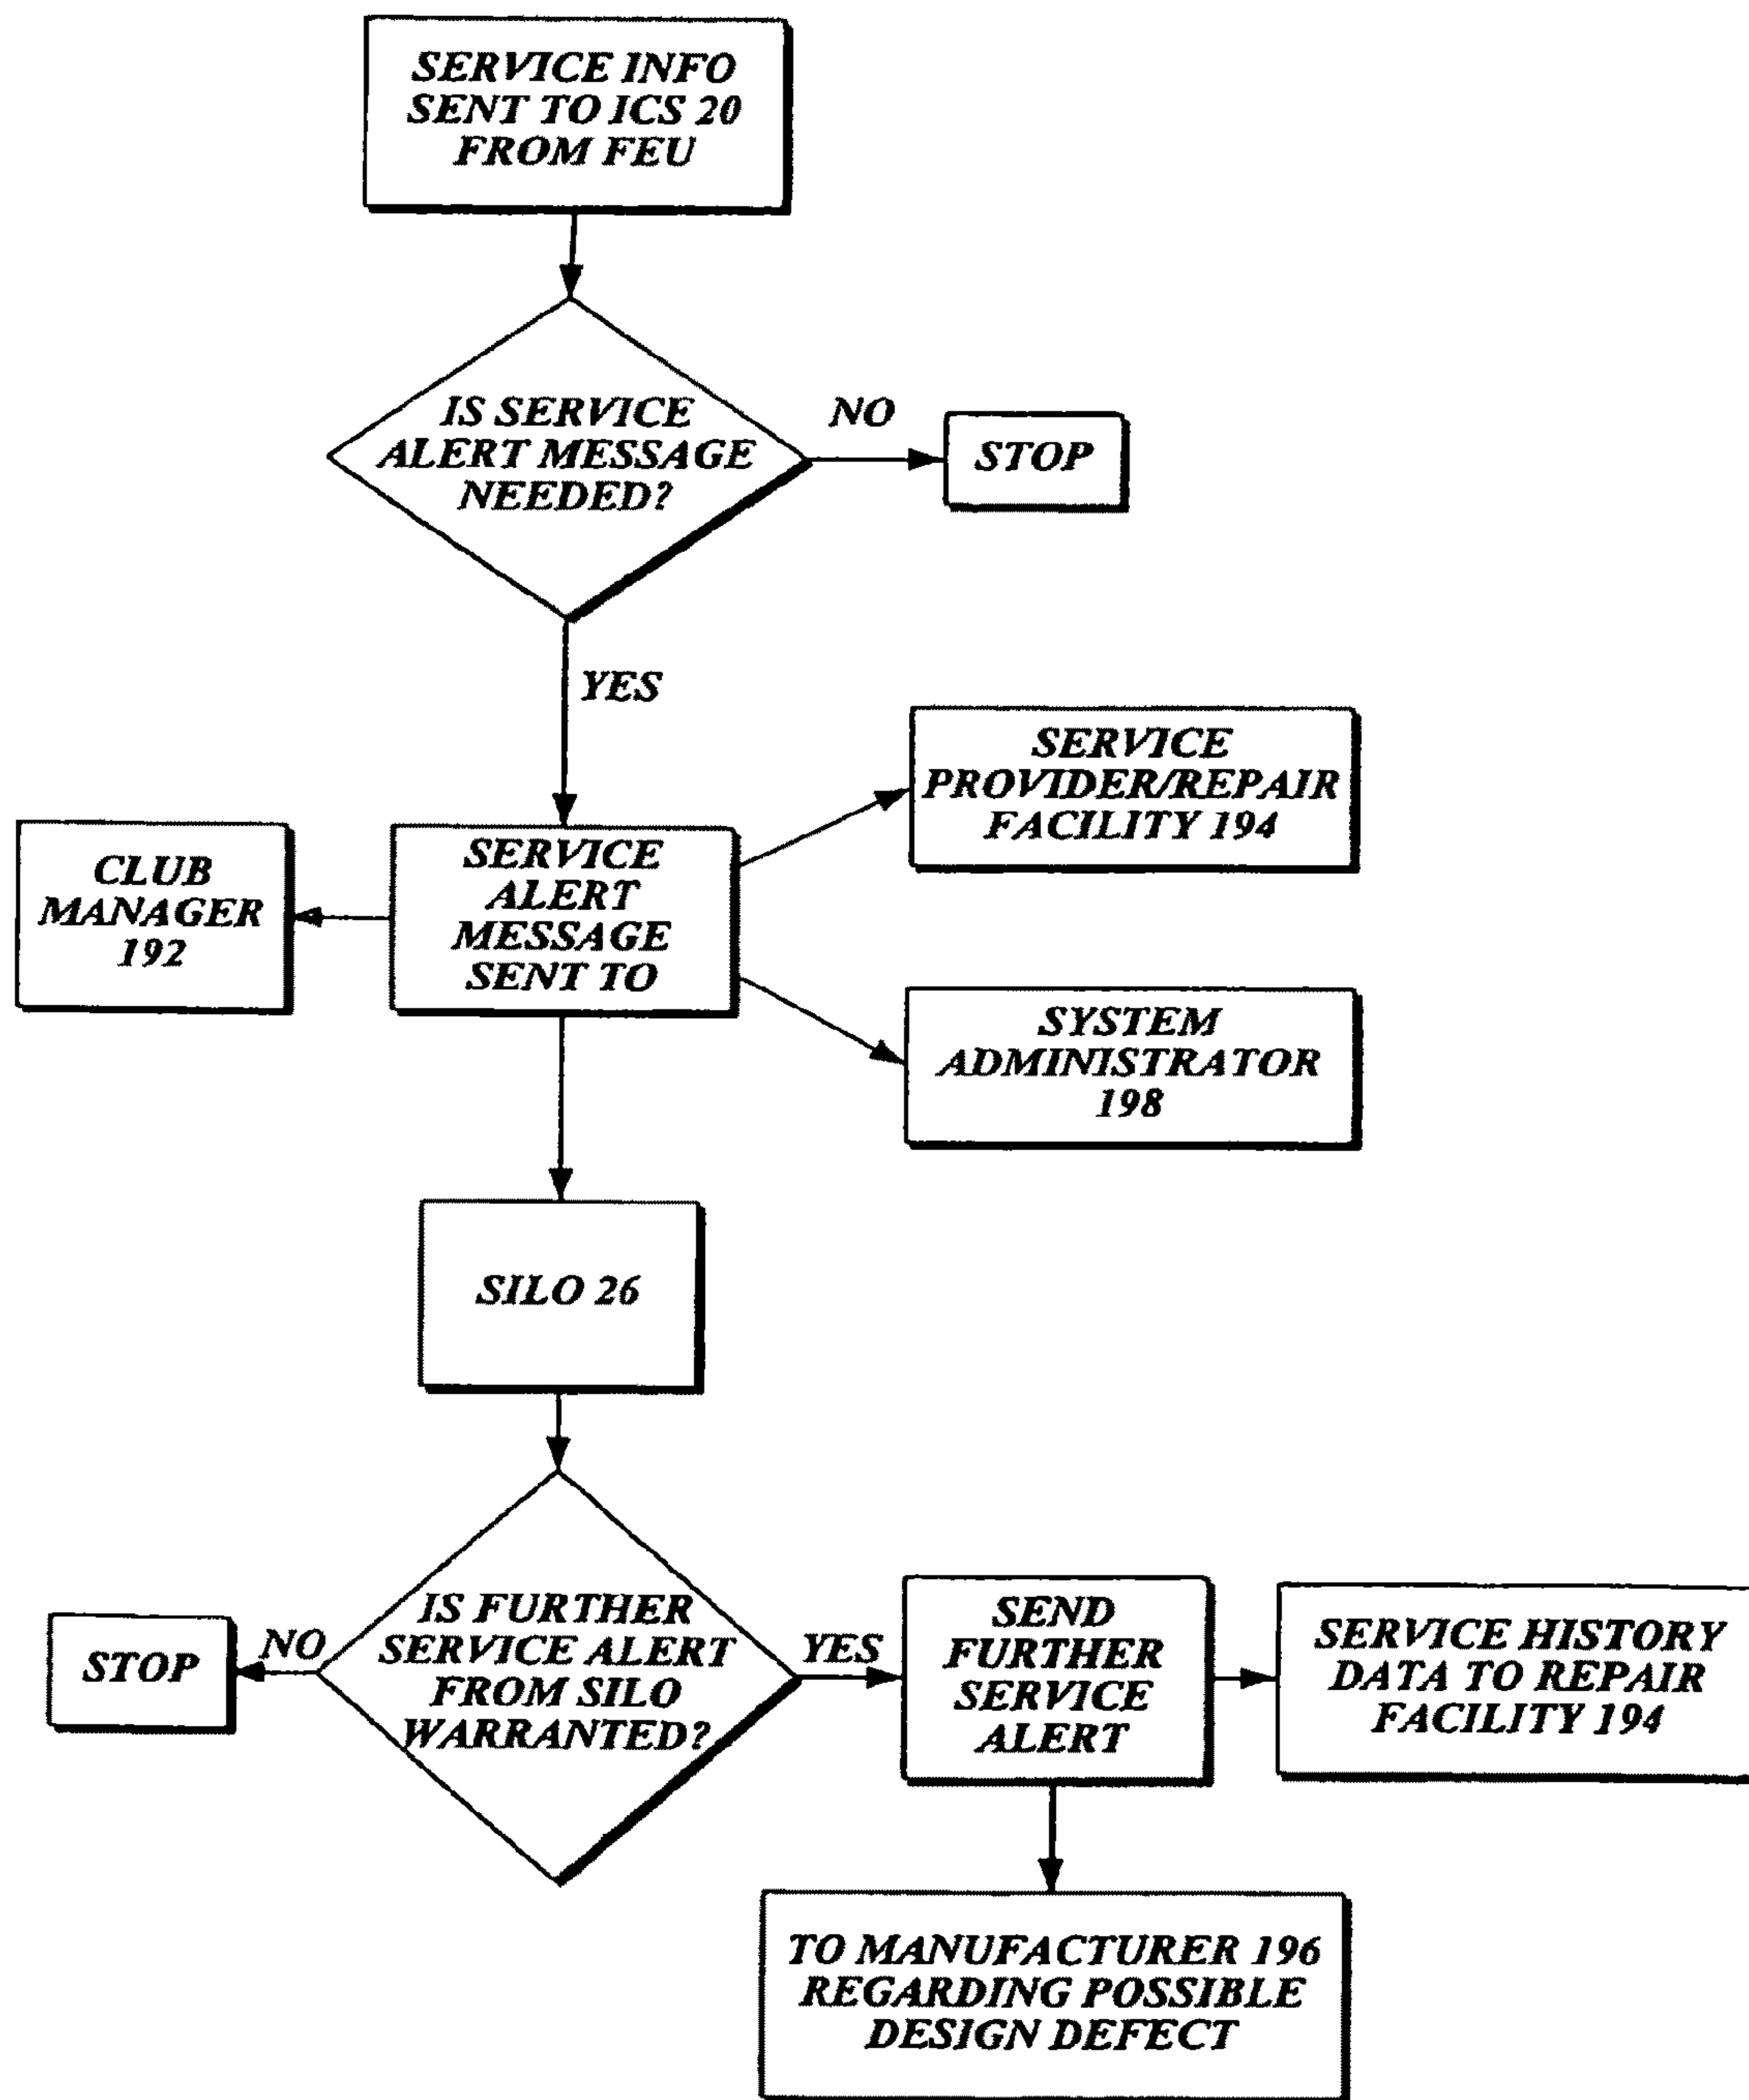 SERVICE INFO
SENT TO ICS 20
FROM FEU
IS SERVICE
ALERT MESSAGE
NEEDED?
NO
STOP
YES
SERVICE
PROVIDER/REPAIR
FACILITY 194
CLUB
MANAGER
192
SERVICE
ALERT
MESSAGE
SENT TO
SYSTEM
ADMINISTRATOR
198
SILO 26
IS FURTHER
SERVICE ALERT
FROM SILO
WARRANTED?
NO
STOP
YES
SEND
FURTHER
SERVICE
ALERT
SERVICE HISTORY
DATA TO REPAIR
FACILITY 194
TO MANUFACTURER 196
REGARDING POSSIBLE
DESIGN DEFECT